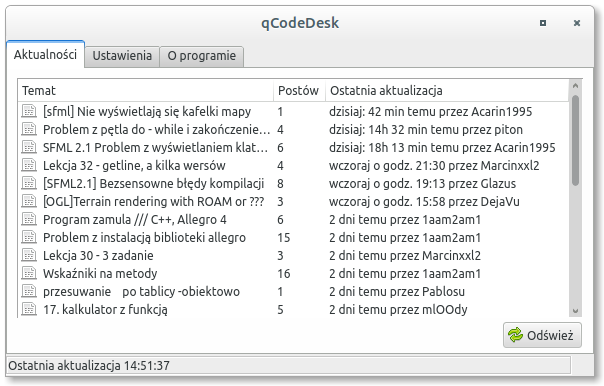 qCodeDesk
Aktualności Ustawienia O programie
Temat Postów Ostatnia aktualizacja
[sfml] Nie wyświetlają się kafelki mapy 1 dzisiaj: 42 min temu przez Acarin1995
Problem z pętla do - while i zakończenie... 4 dzisiaj: 14h 32 min temu przez piton
SFML 2.1 Problem z wyświetlaniem klat... 6 dzisiaj: 18h 13 min temu przez Acarin1995
Lekcja 32 - getline, a kilka wersów 4 wczoraj o godz. 21:30 przez Marcinxxl2
[SFML2.1] Bezsensowne błędy kompilacji 8 wczoraj o godz. 19:13 przez Glazus
[OGL]Terrain rendering with ROAM or ??? 3 wczoraj o godz. 15:58 przez DejaVu
Program zamula /// C++, Allegro 4 6 2 dni temu przez 1aam2am1
Problem z instalacją biblioteki allegro 15 2 dni temu przez 1aam2am1
Lekcja 30 - 3 zadanie 3 2 dni temu przez Marcinxxl2
Wskaźniki na metody 16 2 dni temu przez 1aam2am1
przesuwanie po tablicy -obiektowo 1 2 dni temu przez Pablosu
17. kalkulator z funkcją 5 2 dni temu przez mlOOdy
Odśwież
Ostatnia aktualizacja 14:51:37